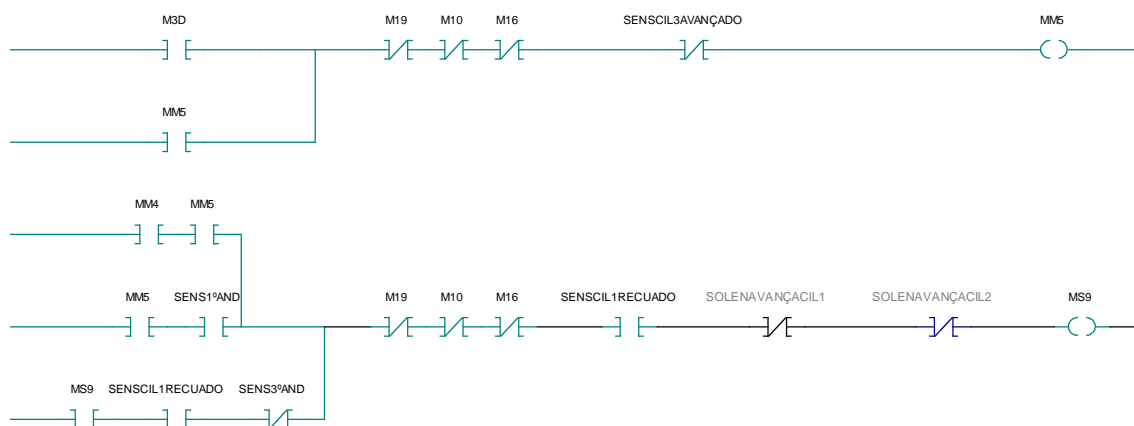 M3D M19 M10 M16 SENSCIL3AVANÇADO MM5
MM5
MM4 MM5
MM5 SENS1ºAND M19 M10 M16 SENSCIL1RECUADO SOLENAVANÇACIL1 SOLENAVANÇACIL2 MS9
MS9 SENSCIL1RECUADO SENS3ºAND